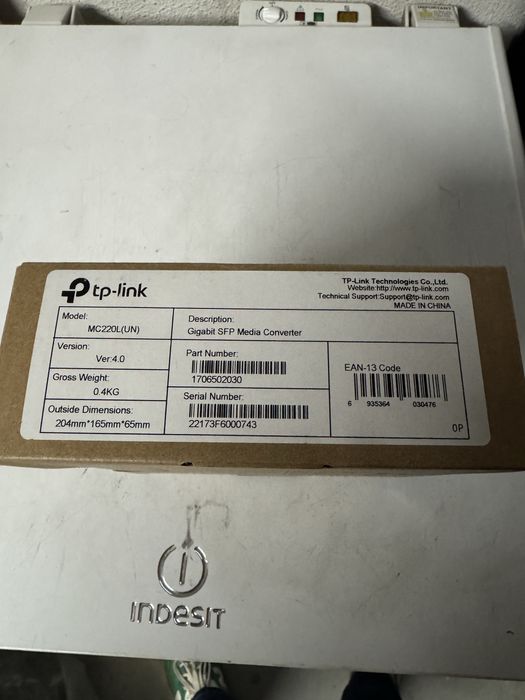 IMPORTANT
tp-link
TP-Link Technologies Co.,Ltd.
Website:http://www.tp-link.com
Technical Support:Support@tp-link.com
MADE IN CHINA
Model:
MC220L(UN)
Description:
Gigabit SFP Media Converter
Version:
Ver:4.0
Part Number:
1706502030
Gross Weight:
0.4KG
Serial Number:
22173F6000743
Outside Dimensions:
204mm*165mm*65mm
EAN-13 Code
6 935364 030476
0P
INDESIT